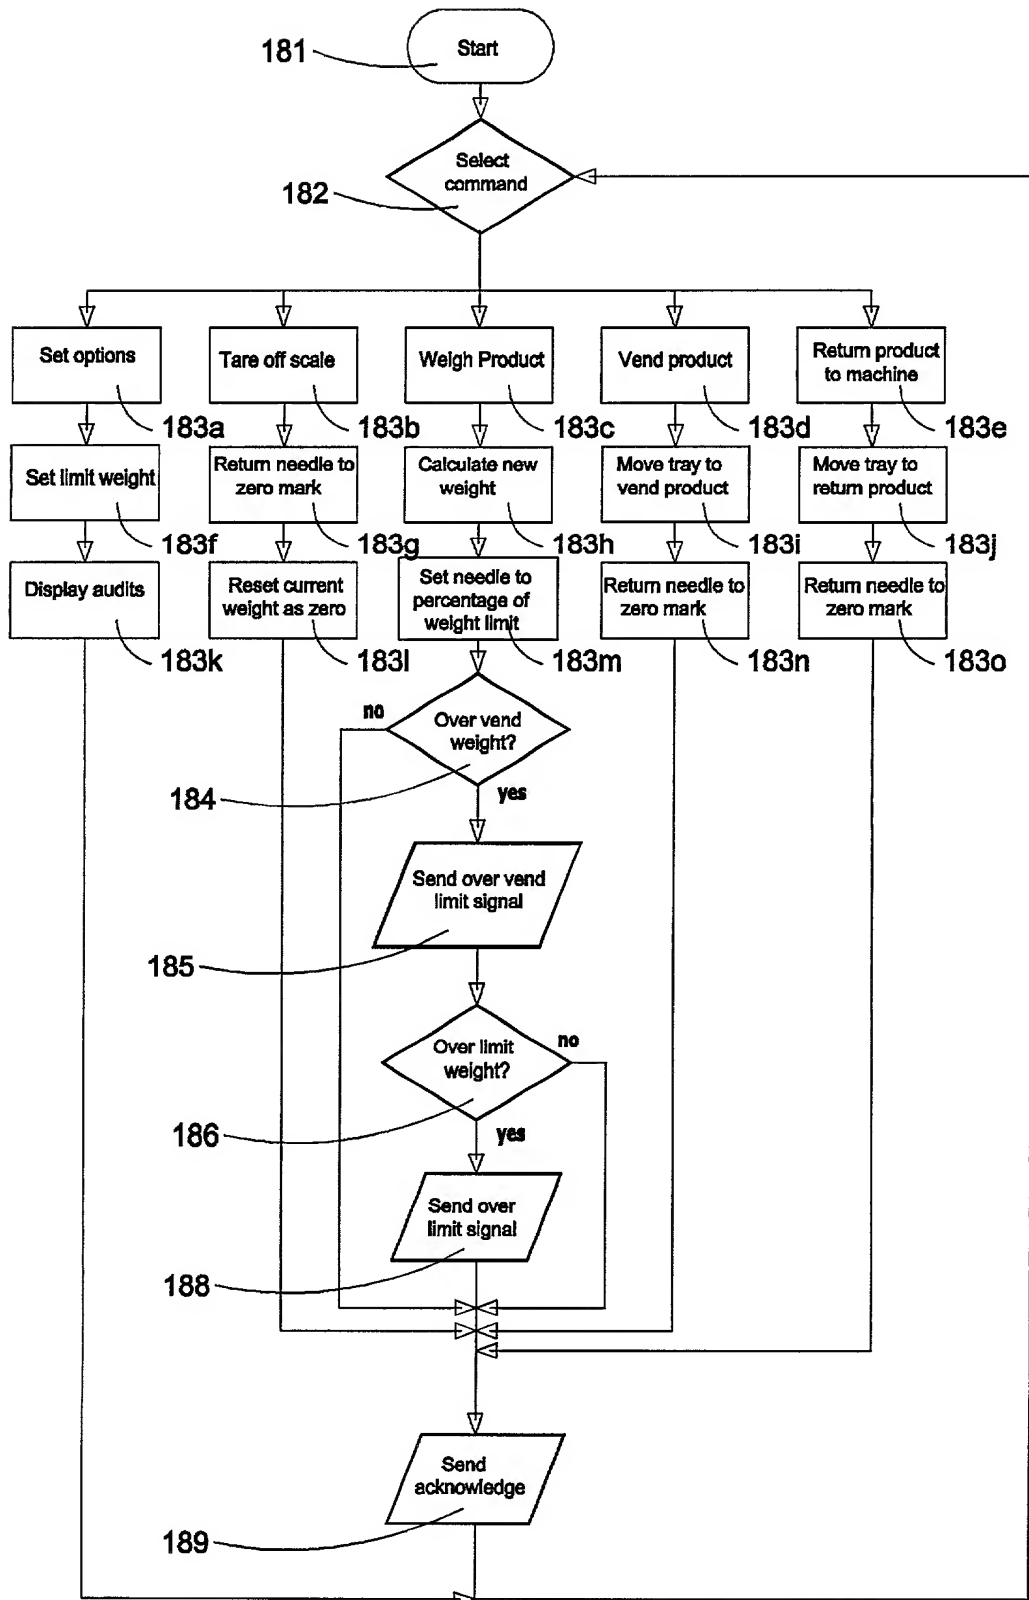 Start
181
Select
command
182
Set options
Tare off scale
Weigh Product
Vend product
Return product
to machine
183a
183b
183c
183d
183e
Set limit weight
Return needle to
zero mark
Calculate new
weight
Move tray to
vend product
Move tray to
return product
183f
183g
183h
183i
183j
Display audits
Reset current
weight as zero
Set needle to
percentage of
weight limit
Return needle to
zero mark
Return needle to
zero mark
183k
183l
183m
183n
183o
no
Over vend
weight?
184
yes
Send over vend
limit signal
185
Over limit
weight?
no
186
yes
Send over
limit signal
188
Send
acknowledge
189